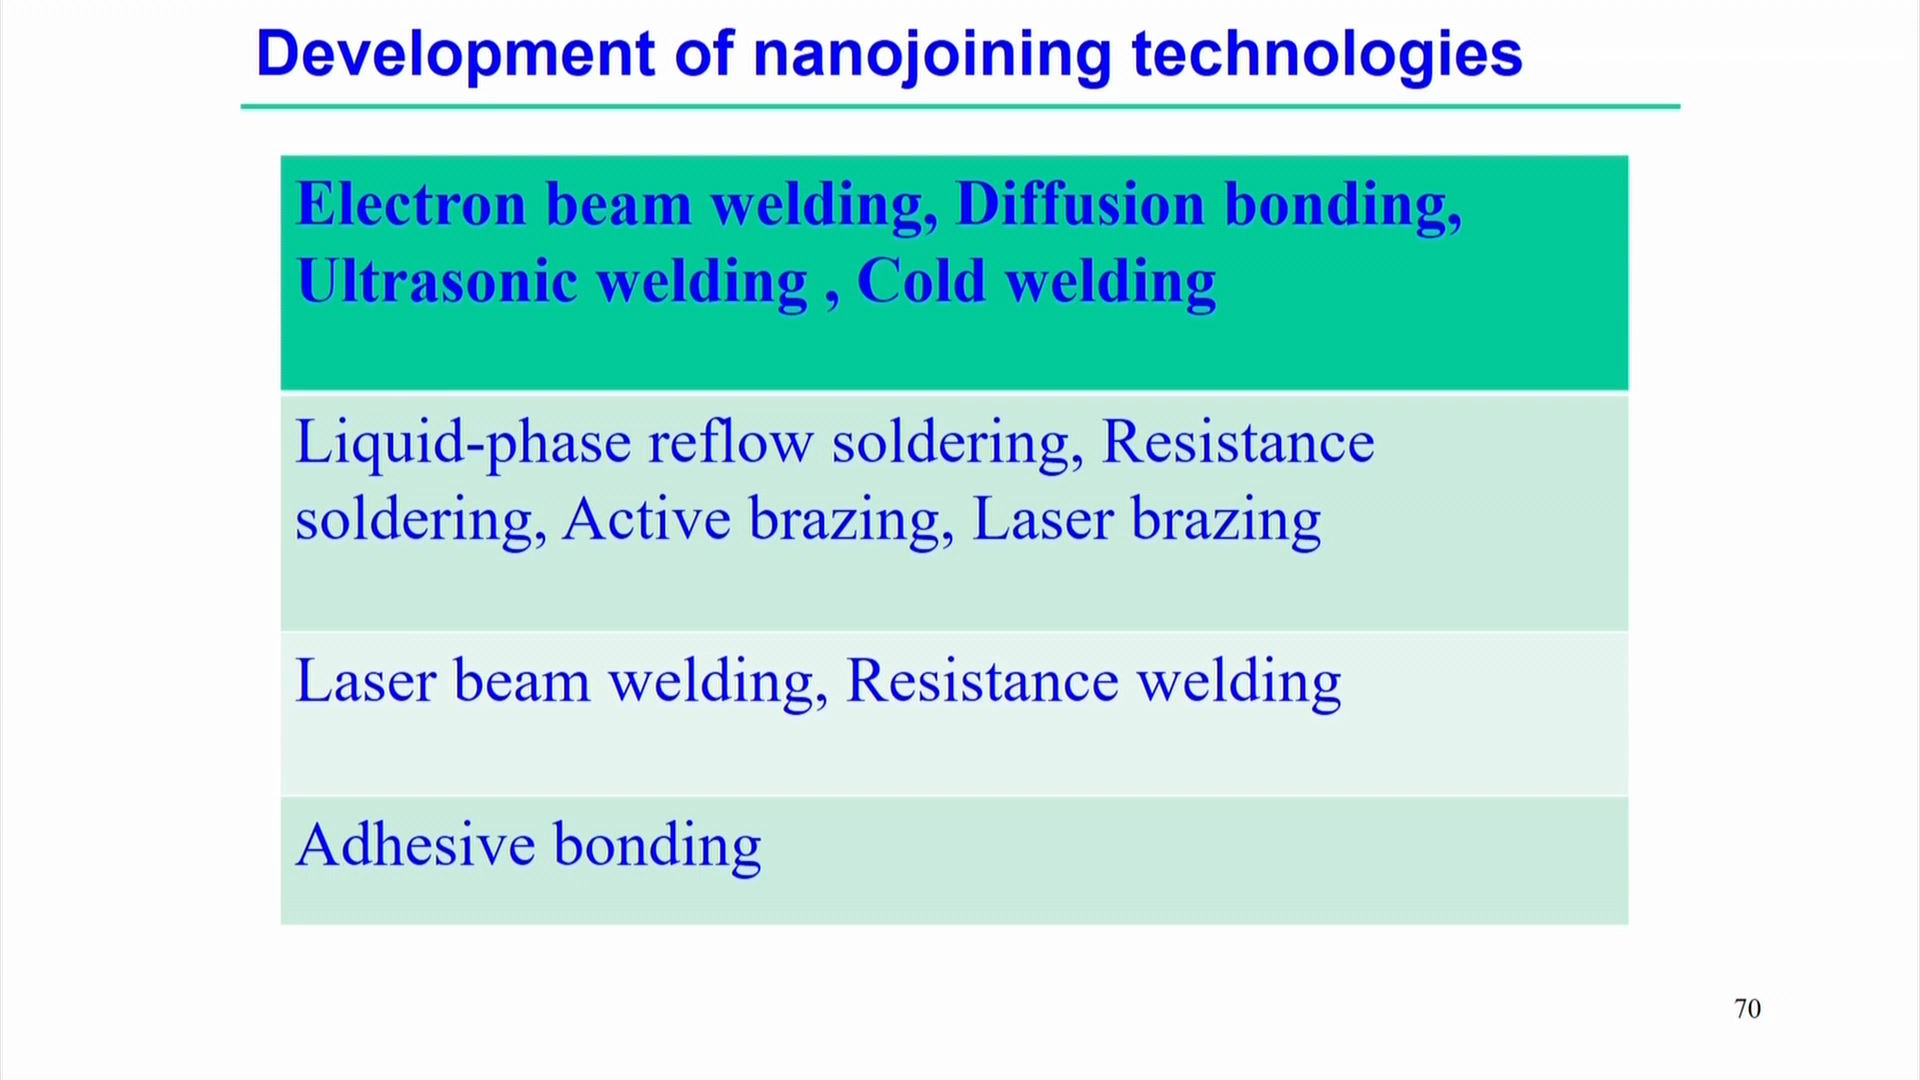 Development of nanojoining technologies
Electron beam welding, Diffusion bonding,
Ultrasonic welding , Cold welding
Liquid-phase reflow soldering, Resistance
soldering, Active brazing, Laser brazing
Laser beam welding, Resistance welding
Adhesive bonding
70